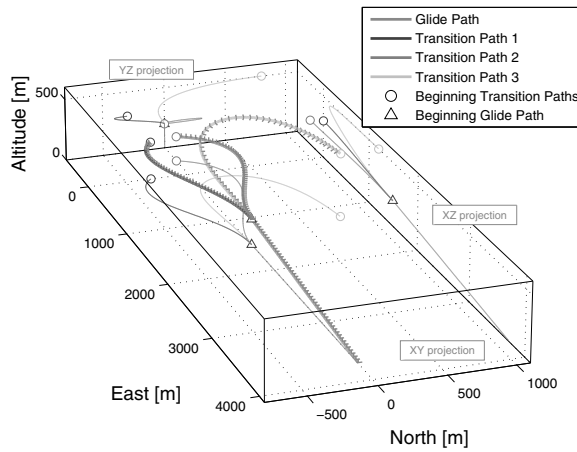 Glide Path
Transition Path 1
Transition Path 2
Transition Path 3
Beginning Transition Paths
Beginning Glide Path
YZ projection
Altitude [m]
500
0
0
1000
2000
3000
4000
East [m]
XZ projection
XY projection
−500
0
500
1000
North [m]